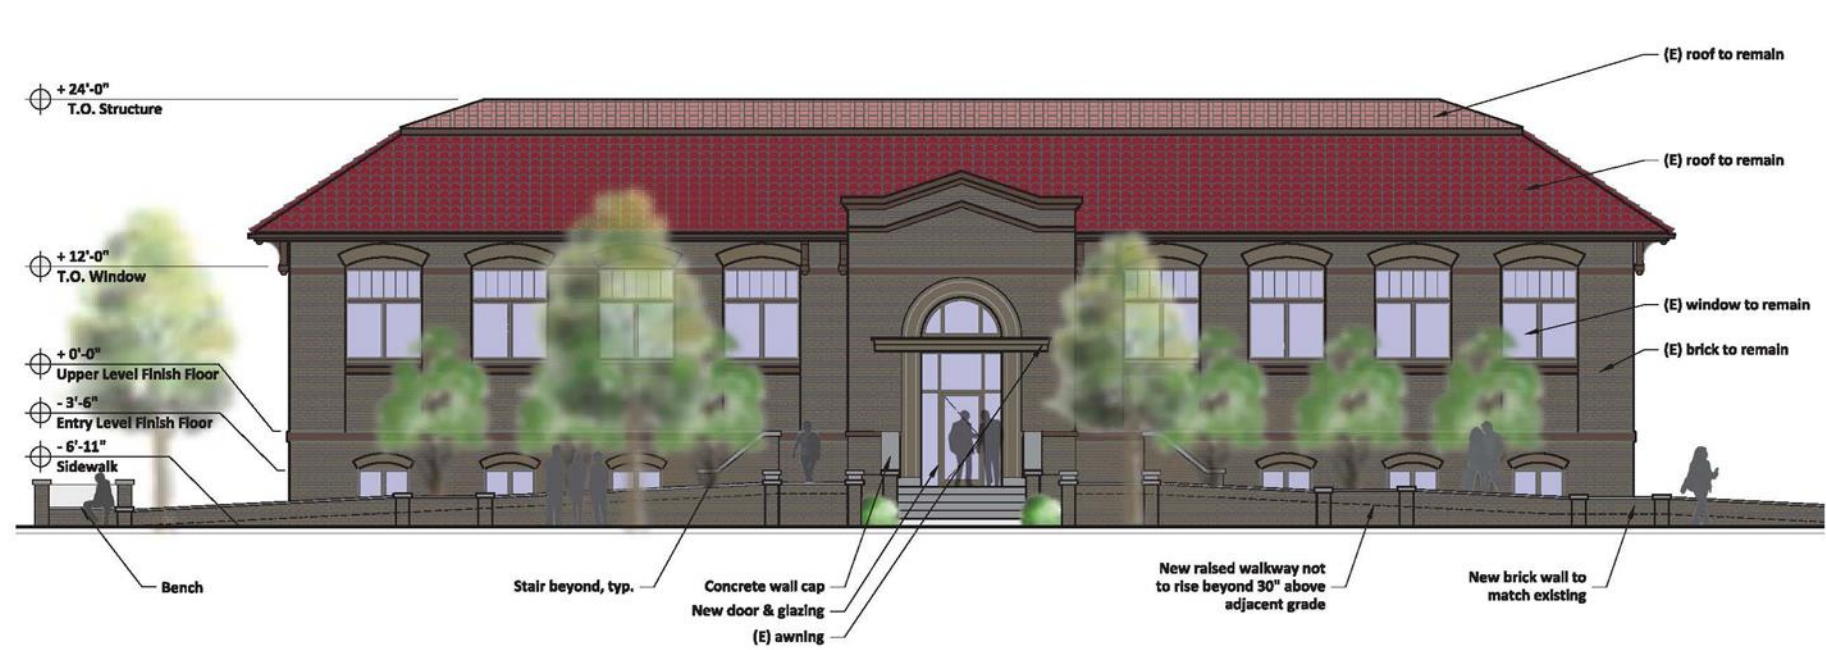 + 24'-0"
T.O. Structure
+ 12'-0"
T.O. Window
+ 0'-0"
Upper Level Finish Floor
- 3'-6"
Entry Level Finish Floor
- 6'-11"
Sidewalk
(E) roof to remain
(E) roof to remain
(E) window to remain
(E) brick to remain
Bench
Stair beyond, typ.
Concrete wall cap
New door & glazing
(E) awning
New raised walkway not
to rise beyond 30" above
adjacent grade
New brick wall to
match existing